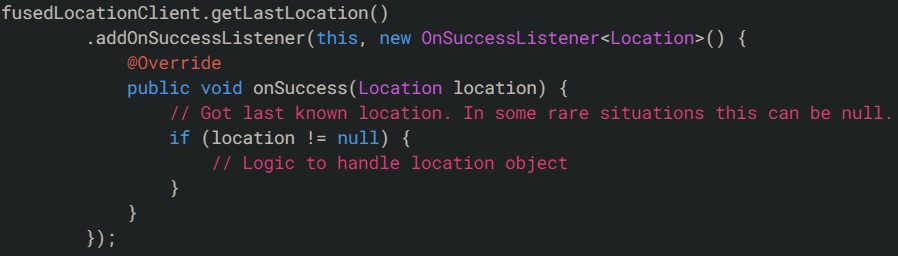 fusedLocationClient.getLastLocation()
        .addOnSuccessListener(this, new OnSuccessListener<Location>() {
            @Override
            public void onSuccess(Location location) {
                // Got last known location. In some rare situations this can be null.
                if (location != null) {
                    // Logic to handle location object
                }
            }
        });